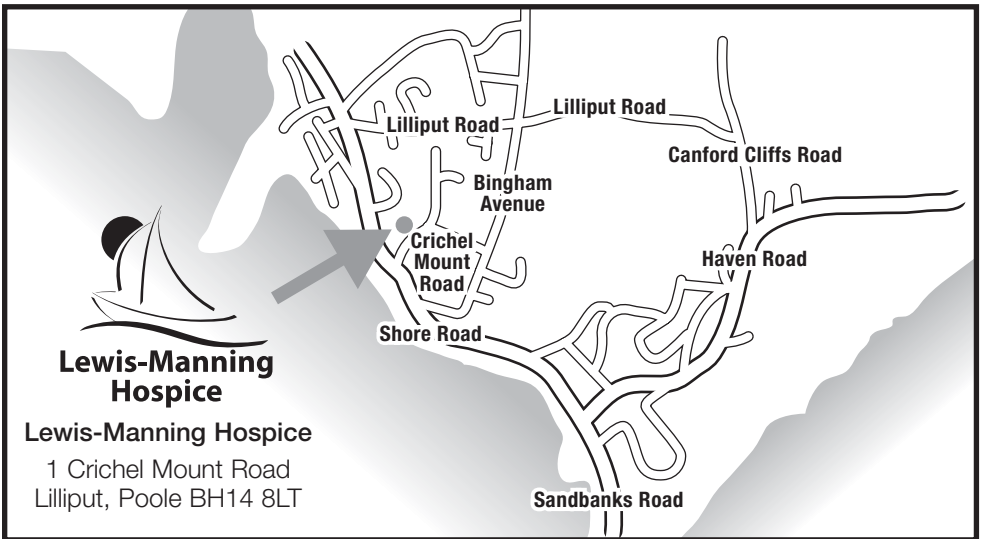 Lilliput Road
Lilliput Road
Canford Cliffs Road
Bingham
Avenue
Crichel
Mount
Road
Haven Road
Shore Road
Sandbanks Road
Lewis-Manning
Hospice
Lewis-Manning Hospice
1 Crichel Mount Road
Lilliput, Poole BH14 8LT